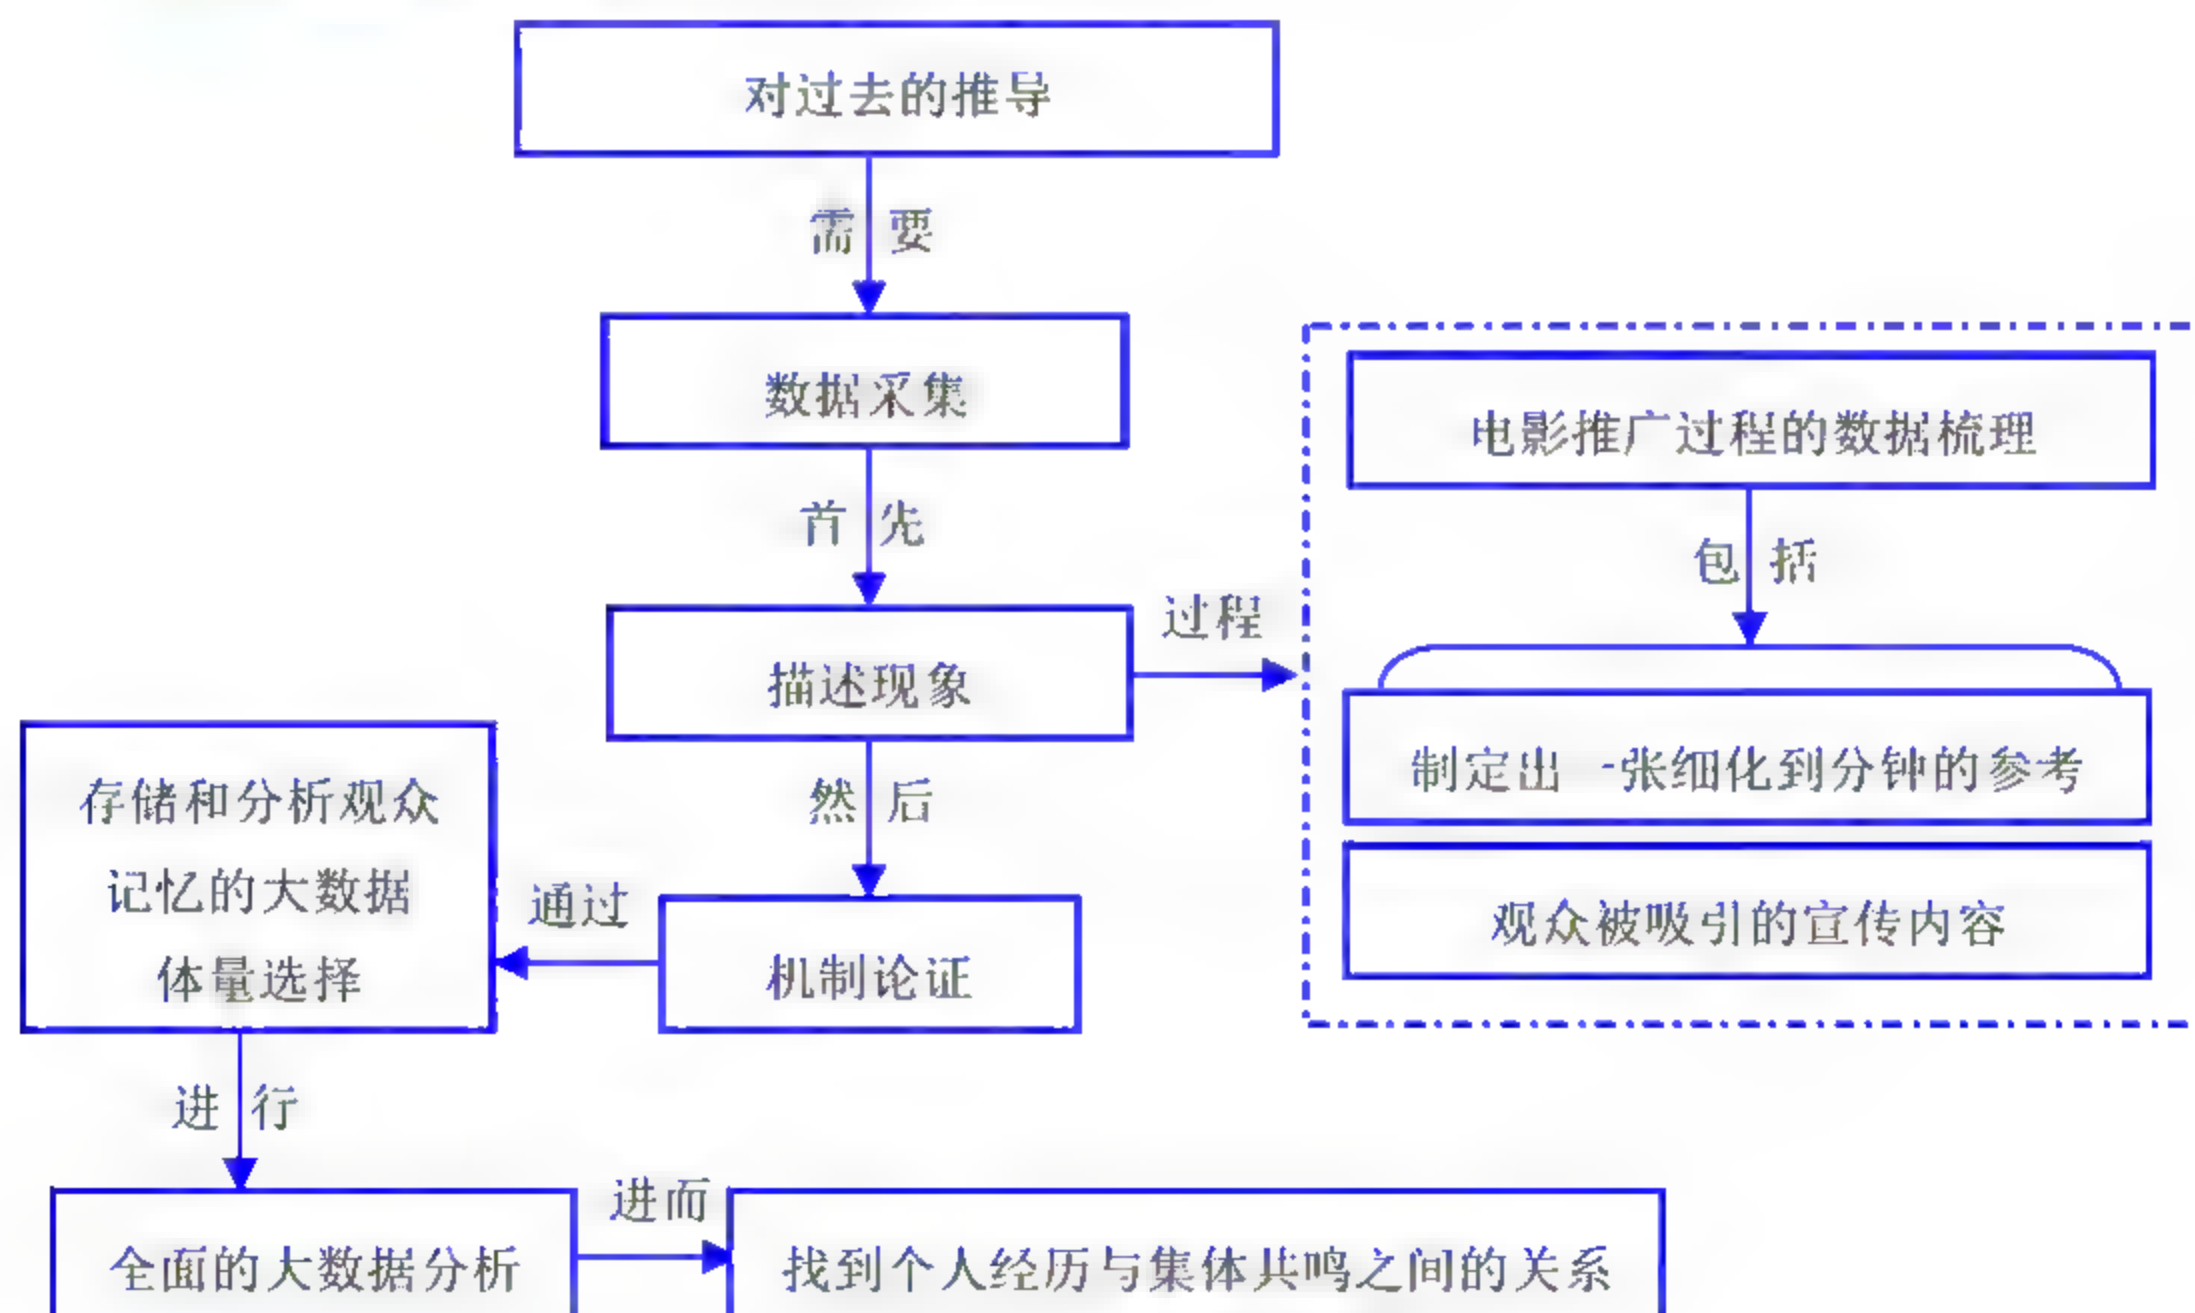 对过去的推导
需要
数据采集
首先
描述现象
过程
电影推广过程的数据梳理
包括
制定出一张细化到分钟的参考
观众被吸引的宣传内容
然后
机制论证
通过
存储和分析观众
记忆的大数据
体量选择
进行
全面的大数据分析
进而
找到个人经历与集体共鸣之间的关系